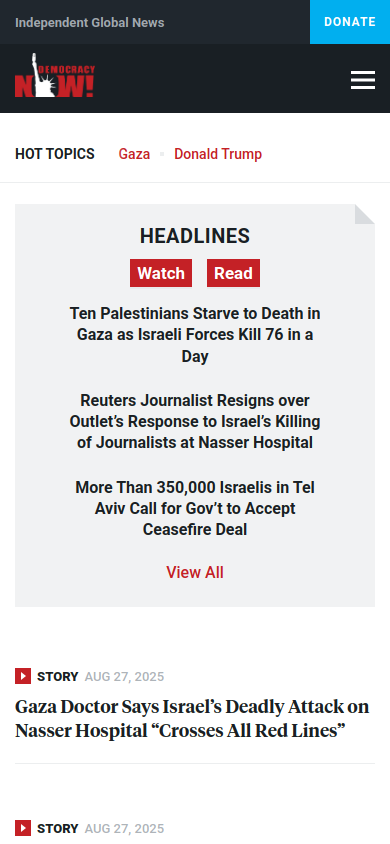 Independent Global News
DONATE
DEMOCRACY
NOW!
HOT TOPICS
Gaza
Donald Trump
HEADLINES
Watch
Read
Ten Palestinians Starve to Death in
Gaza as Israeli Forces Kill 76 in a
Day
Reuters Journalist Resigns over
Outlet’s Response to Israel’s Killing
of Journalists at Nasser Hospital
More Than 350,000 Israelis in Tel
Aviv Call for Gov’t to Accept
Ceasefire Deal
View All
STORY AUG 27, 2025
Gaza Doctor Says Israel’s Deadly Attack on
Nasser Hospital “Crosses All Red Lines”
STORY AUG 27, 2025